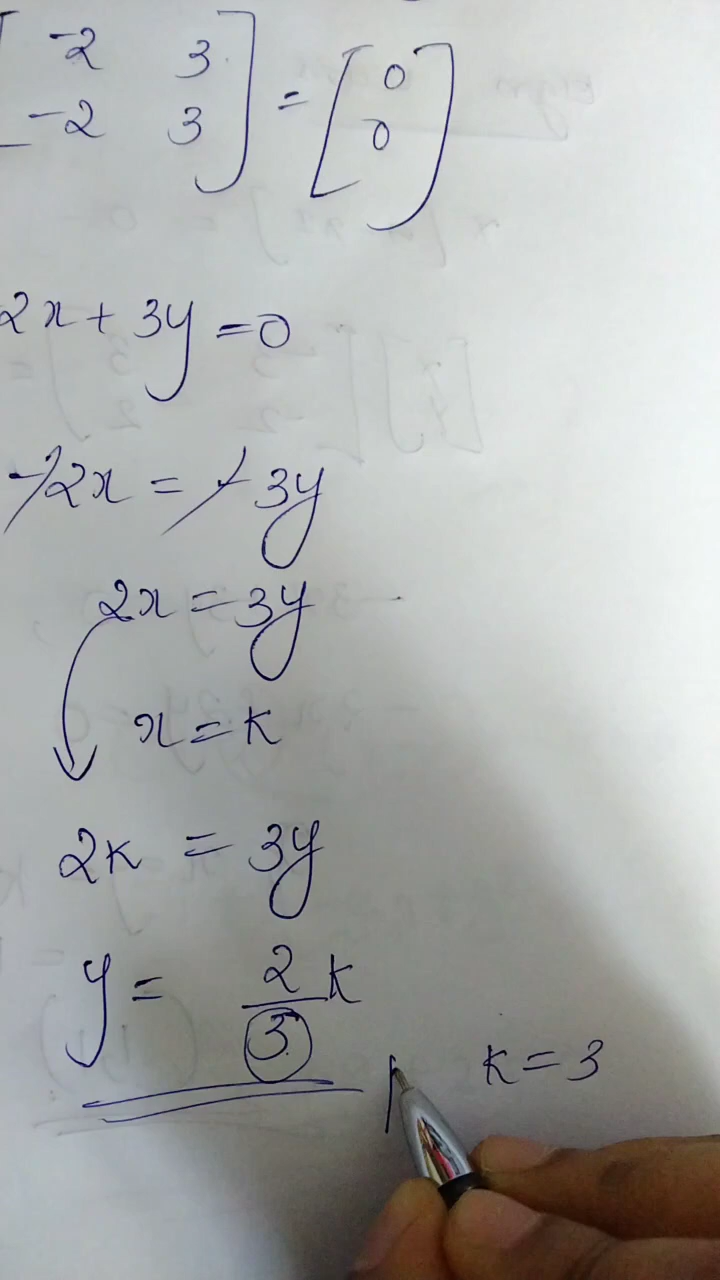 [-2 3
-2 3] = [0
0]
2x + 3y = 0
-2x = -3y
2x = 3y
x = k
2k = 3y
y = 2/3 k
k = 3